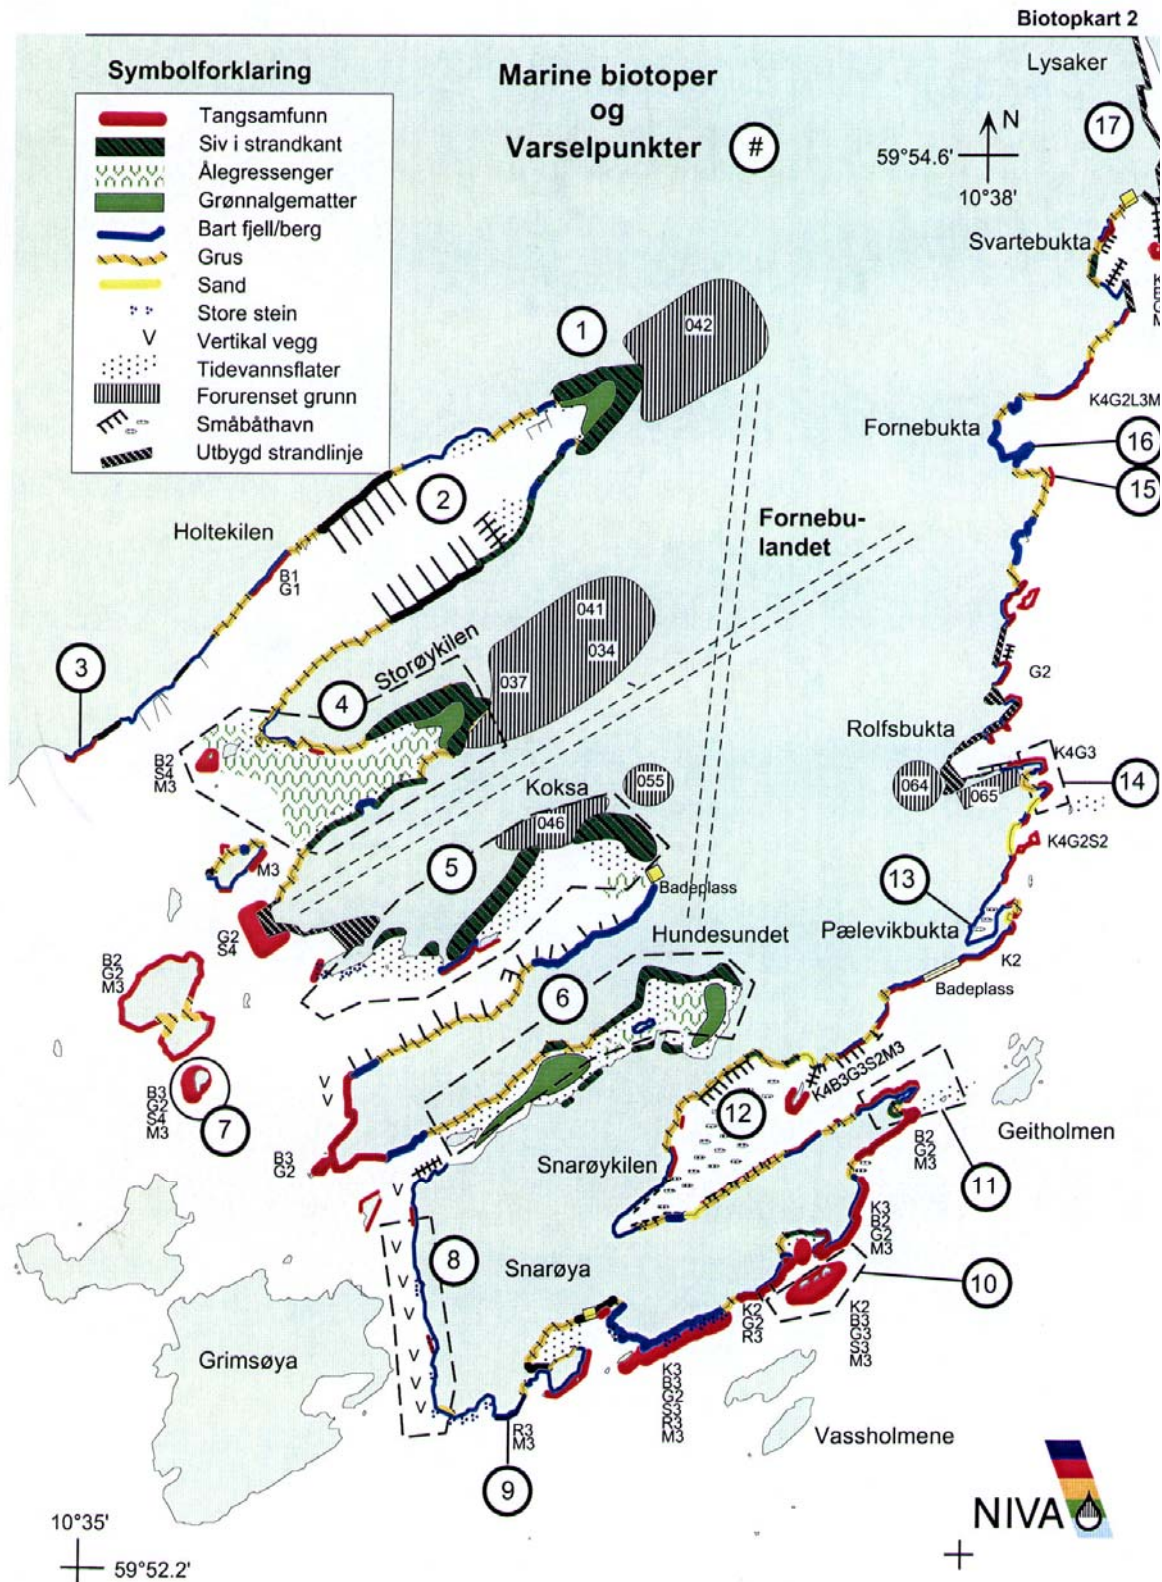 Biotopkart 2
Symbolforklaring
Tangsamfunn
Siv i strandkant
Ålegressenger
Grønnalgematter
Bart fjell/berg
Grus
Sand
Store stein
Vertikal vegg
Tidevannsflater
Forurenset grunn
Småbåthavn
Utbygd strandlinje
V
Marine biotoper
og
Varselpunkter #
N
59°54.6'
10°38'
Lysaker
17
Svartebukta
K
G
M
1
042
K4G2L3M
Fornebukta
16
15
2
Holtekilen
Fornebu-
landet
B1
G1
041
034
037
3
Storøykilen
4
G2
Rolfsbukta
B2
S4
M3
K4G3
Koksa
055
064
065
14
046
K4G2S2
M3
5
Badeplass
13
G2
S4
Pælevikbukta
Hundesundet
K2
B2
G2
M3
Badeplass
6
V
V
K4B3G3S2M3
B3
G2
S4
M3
7
12
Geitholmen
B2
G2
M3
B3
G2
Snarøykilen
11
V
V
V
V
V
V
V
8
K3
B2
G2
M3
Snarøya
10
K2
G2
R3
K2
B3
G3
S3
M3
Grimsøya
K3
B3
G2
S3
R3
M3
R3
M3
Vassholmene
9
NIVA
10°35'
59°52.2'